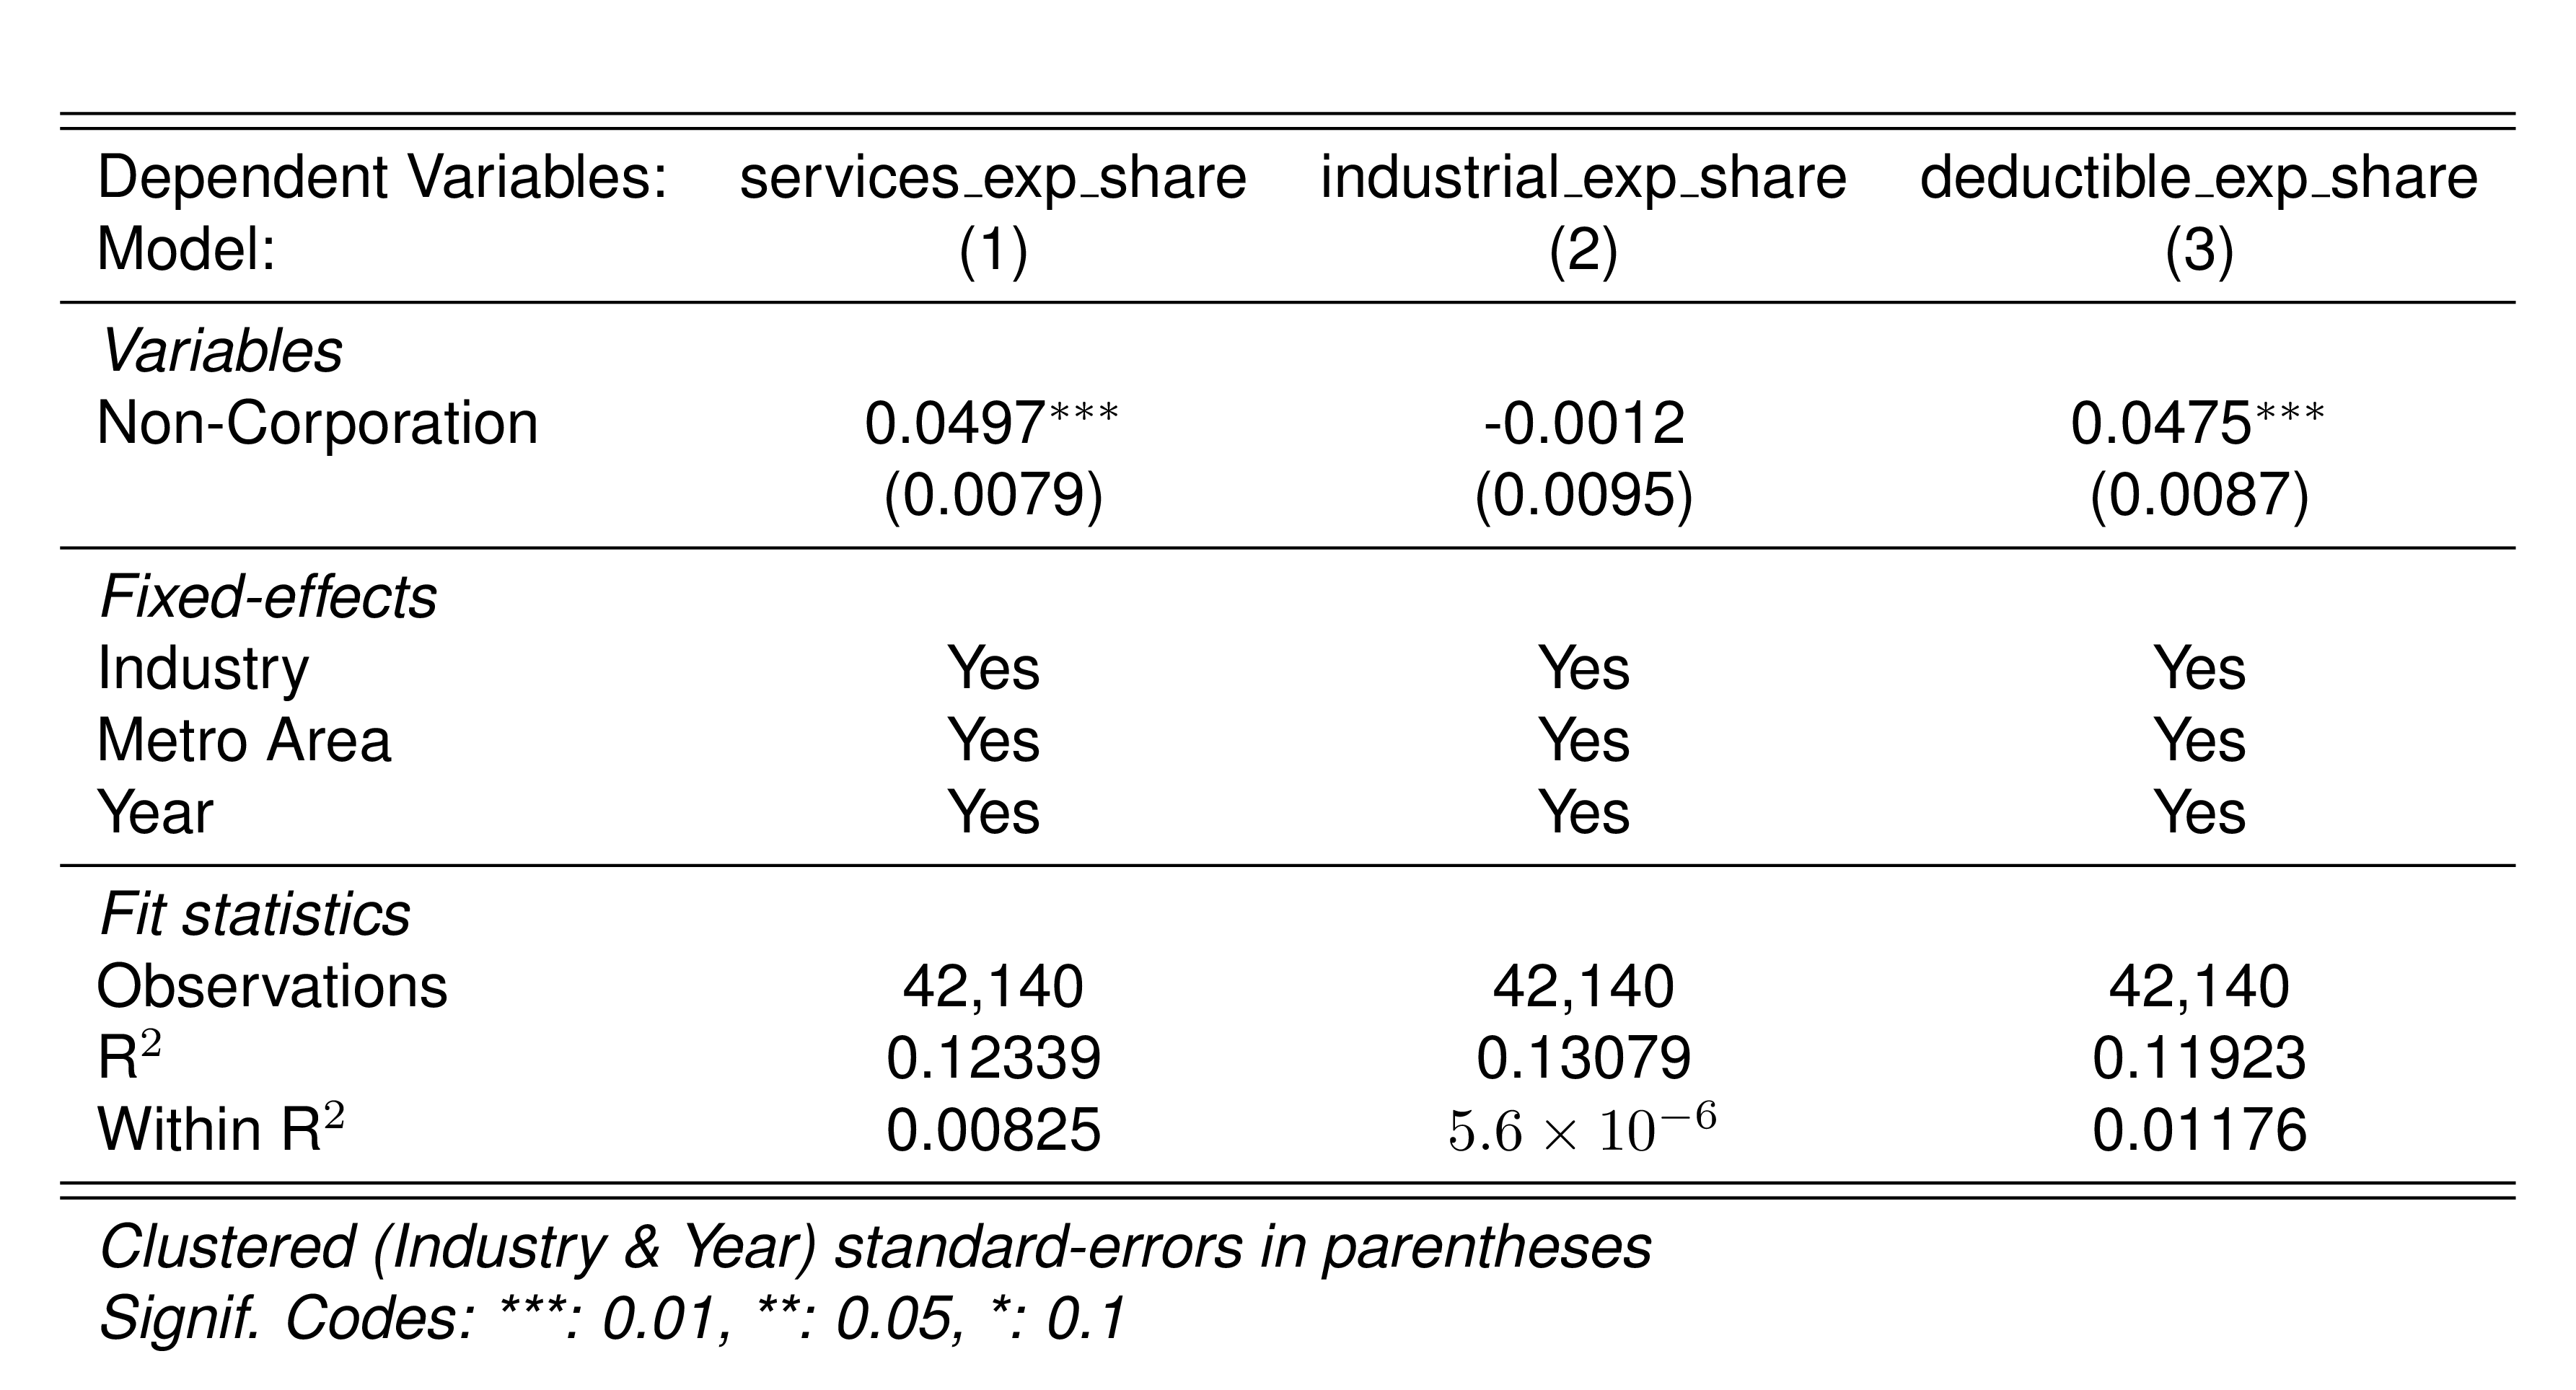 Dependent Variables: services_exp_share industrial_exp_share deductible_exp_share
Model: (1) (2) (3)
Variables
Non-Corporation 0.0497*** -0.0012 0.0475***
(0.0079) (0.0095) (0.0087)
Fixed-effects
Industry Yes Yes Yes
Metro Area Yes Yes Yes
Year Yes Yes Yes
Fit statistics
Observations 42,140 42,140 42,140
R² 0.12339 0.13079 0.11923
Within R² 0.00825 5.6 × 10⁻⁶ 0.01176
Clustered (Industry & Year) standard-errors in parentheses
Signif. Codes: ***: 0.01, **: 0.05, *: 0.1